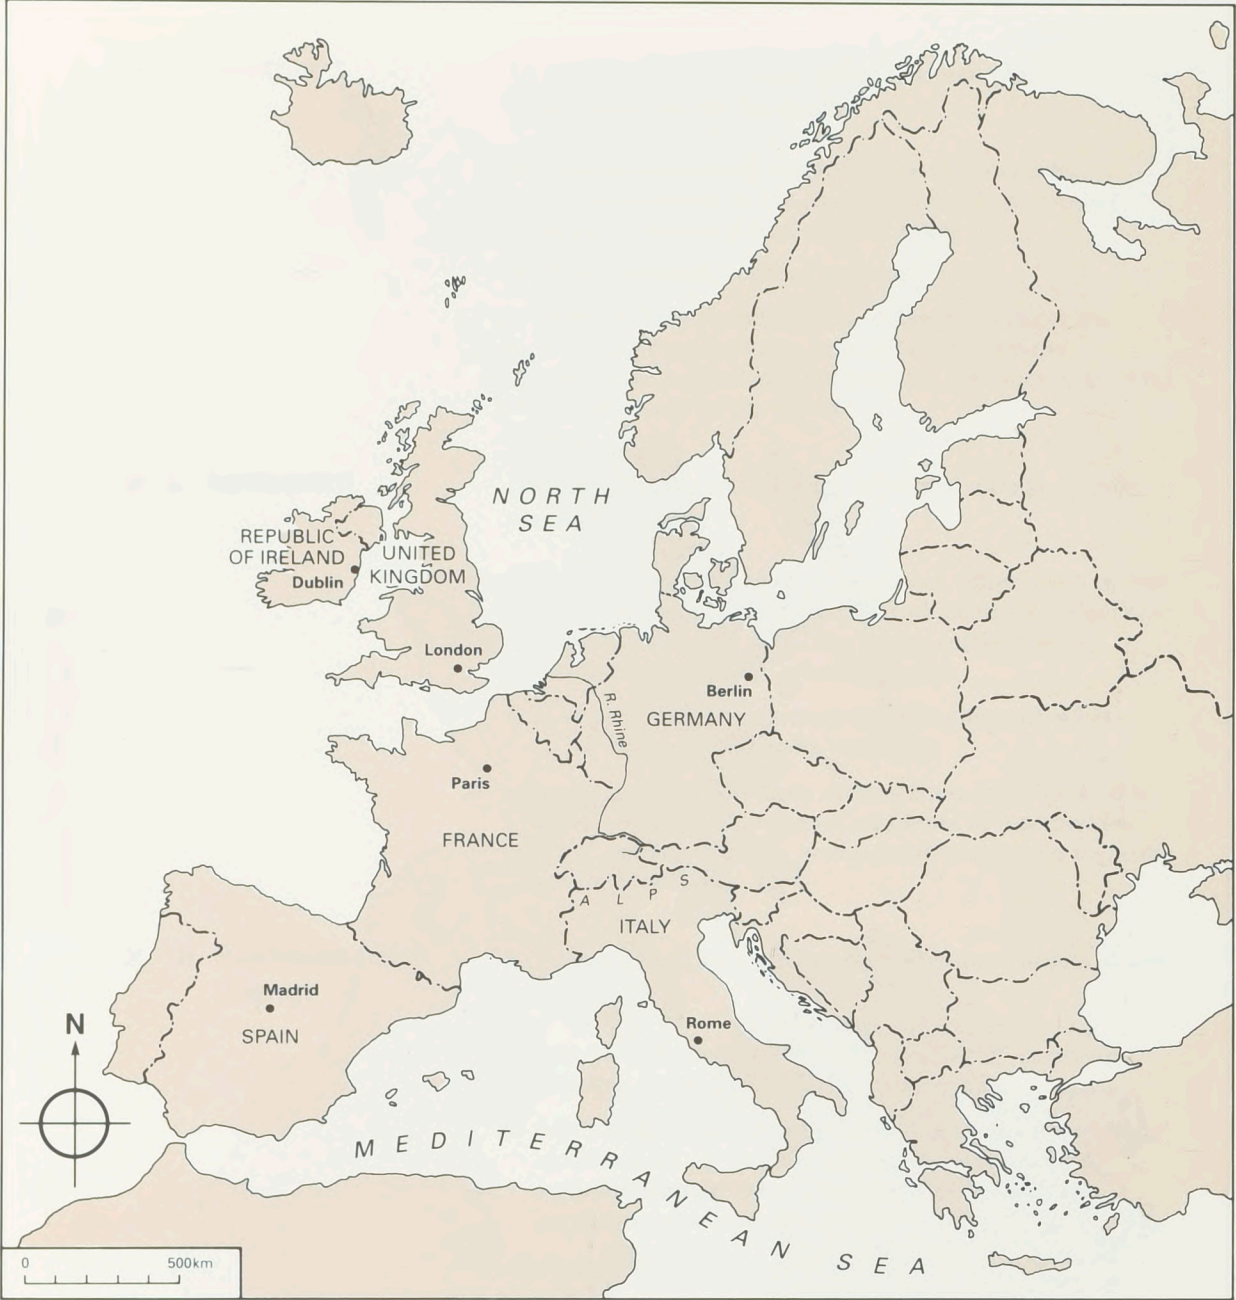 NORTH
SEA
REPUBLIC
OF IRELAND
Dublin
UNITED
KINGDOM
London
Berlin
GERMANY
R. Rhine
Paris
FRANCE
ALPS
ITALY
Madrid
SPAIN
Rome
N
MEDITERRANEAN SEA
0 500km